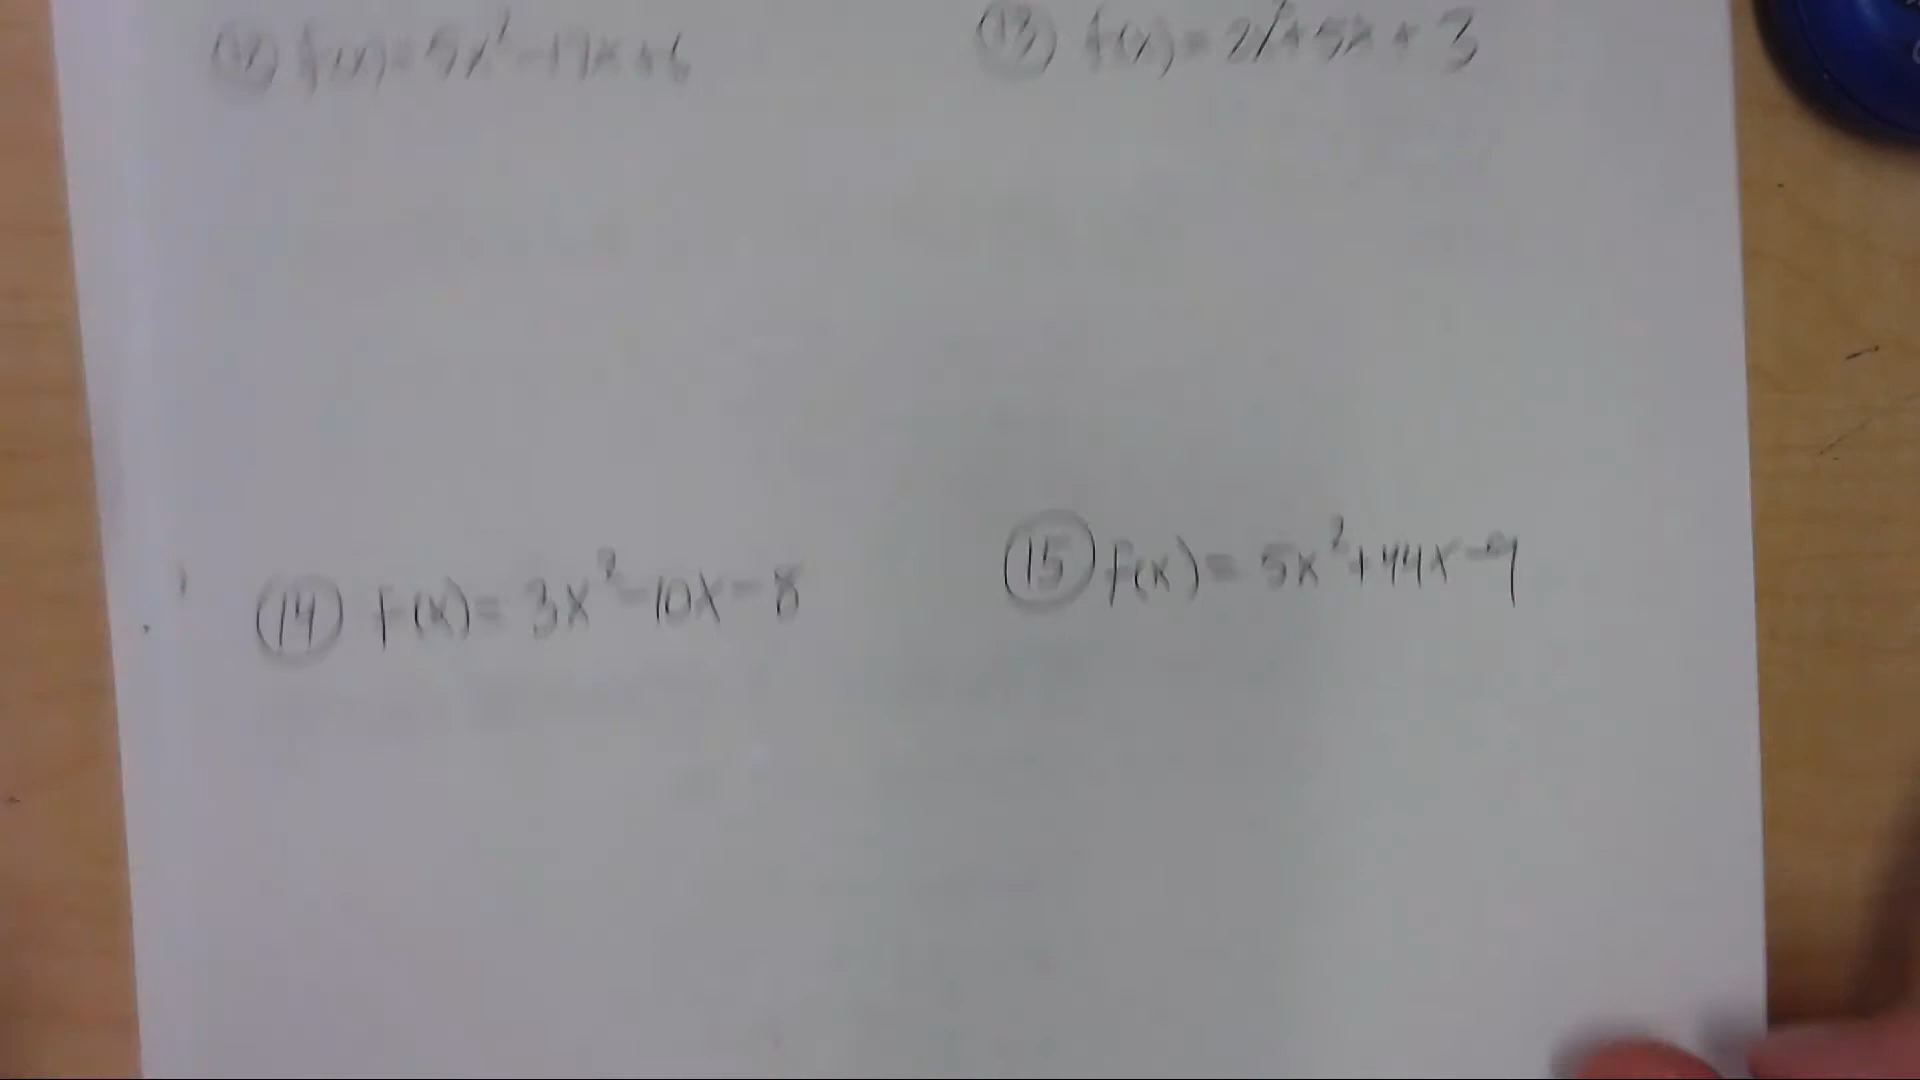 (12) f(x) = 5x² - 17x + 6
(13) f(x) = 2x² + 5x + 3
(14) f(x) = 3x² - 10x - 8
(15) f(x) = 5x² + 44x - 9